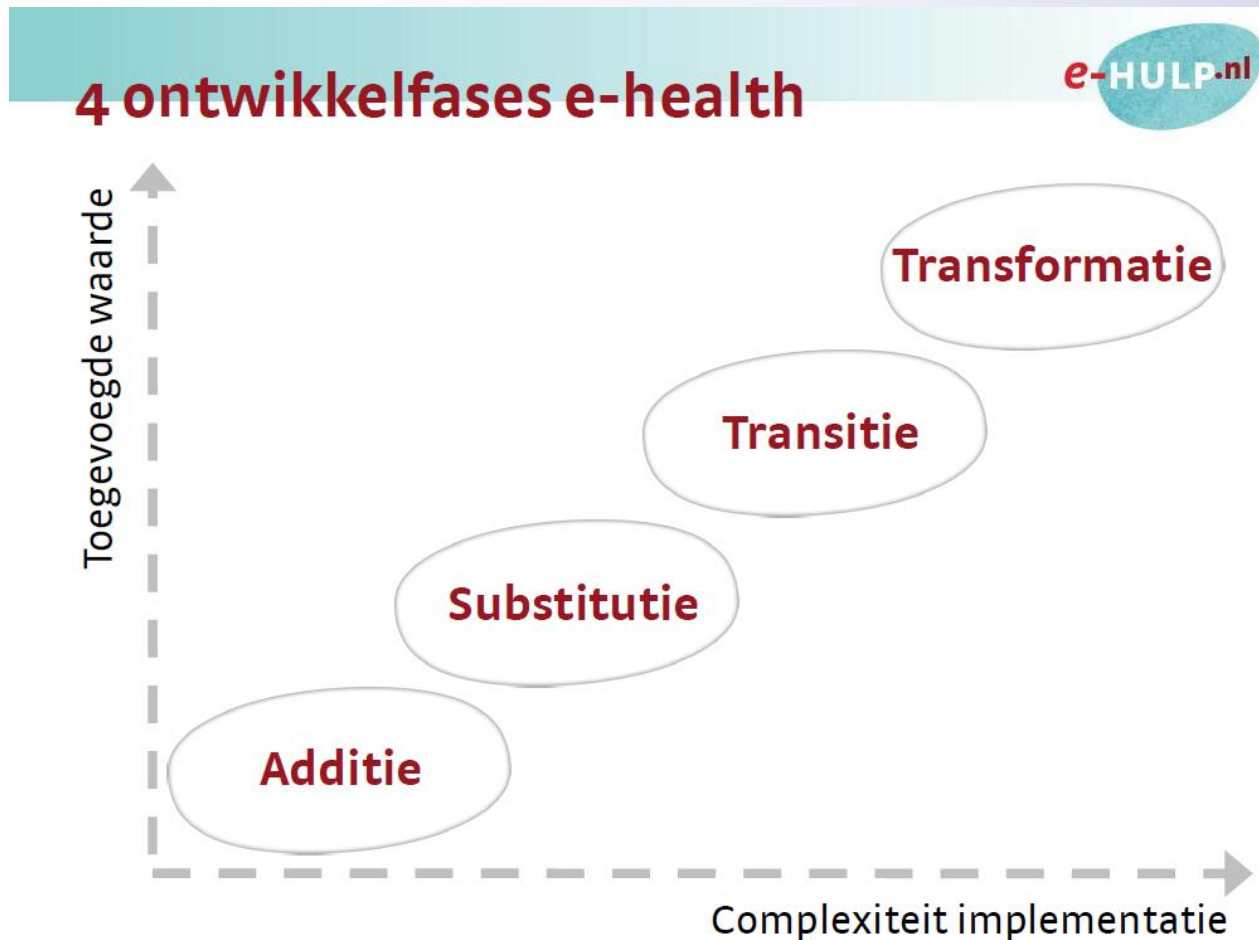 4 ontwikkelfases e-health
e-HULP.nl
Toegevoegde waarde
Transformatie
Transitie
Substitutie
Additie
Complexiteit implementatie